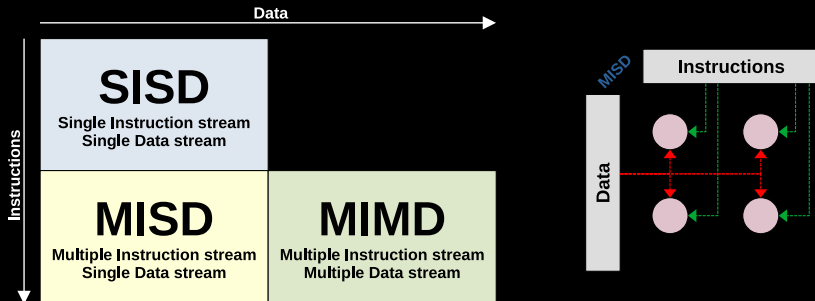 Data
Instructions
SISD
Single Instruction stream
Single Data stream
MISD
Multiple Instruction stream
Single Data stream
MIMD
Multiple Instruction stream
Multiple Data stream
MISD
Instructions
Data